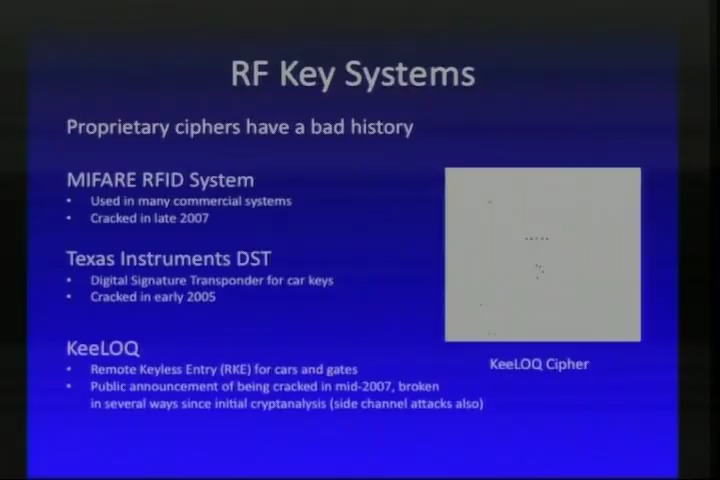 RF Key Systems
Proprietary ciphers have a bad history
MIFARE RFID System
• Used in many commercial systems
• Cracked in late 2007
Texas Instruments DST
• Digital Signature Transponder for car keys
• Cracked in early 2005
KeeLOQ
• Remote Keyless Entry (RKE) for cars and gates
• Public announcement of being cracked in mid-2007, broken
in several ways since initial cryptanalysis (side channel attacks also)
KeeLOQ Cipher